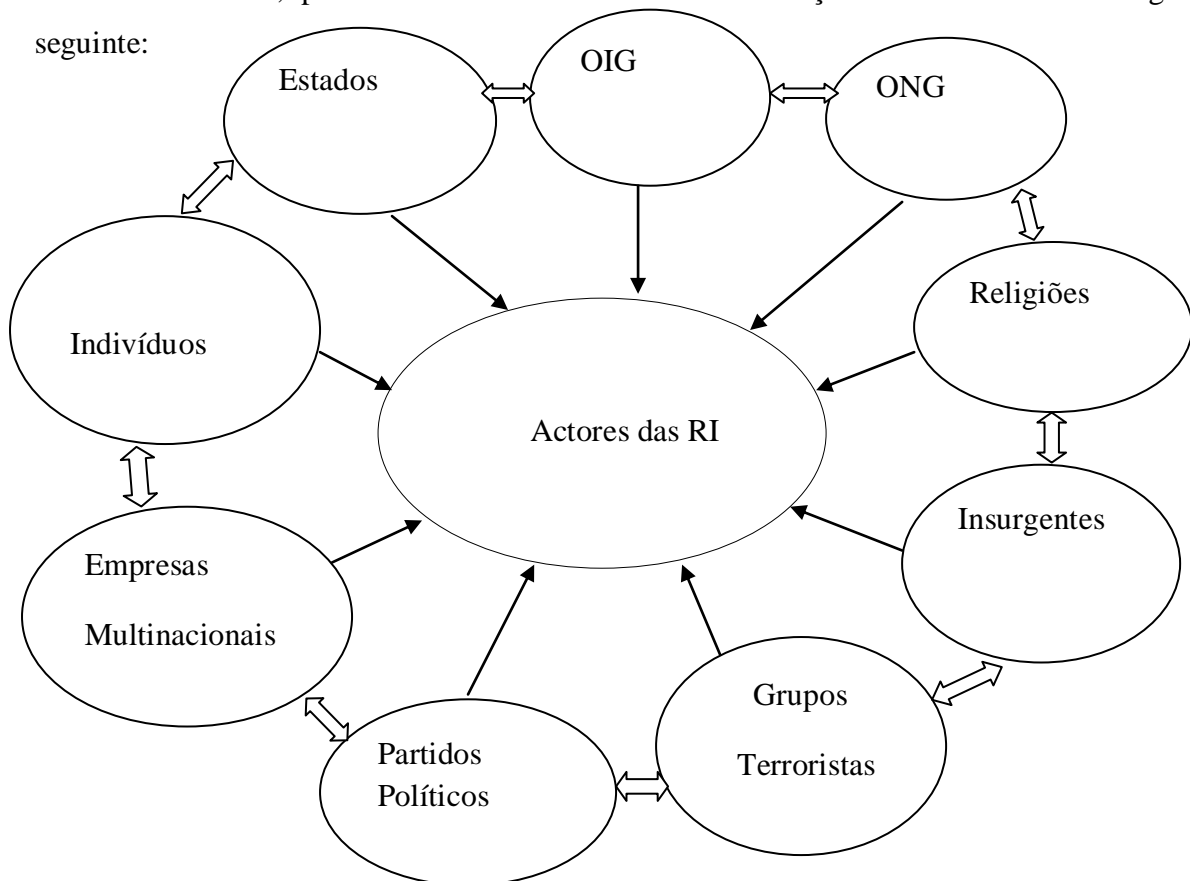 seguinte:
Estados
OIG
ONG
Religiões
Indivíduos
Actores das RI
Insurgentes
Empresas
Multinacionais
Grupos
Terroristas
Partidos
Políticos